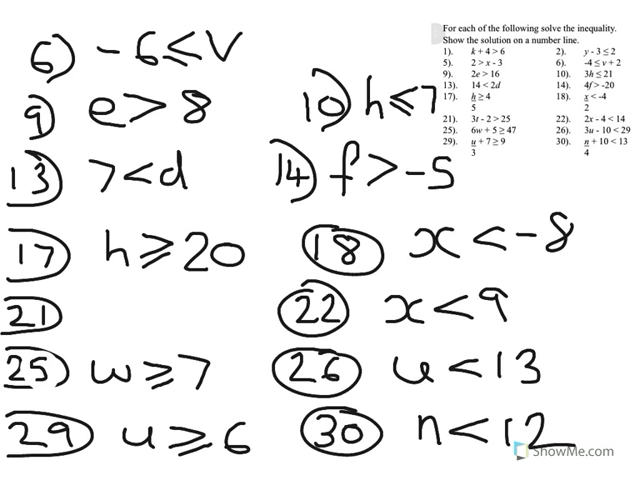 For each of the following solve the inequality.
Show the solution on a number line.
1). k + 4 > 6 2). y - 3 ≤ 2
5). 2 > x - 3 6). -4 ≤ v + 2
9). 2e > 16 10). 3h ≤ 21
13). 14 < 2d 14). 4f > -20
17). h ≥ 4 18). x < -4
5 2
21). 3t - 2 > 25 22). 2x - 4 < 14
25). 6w + 5 ≥ 47 26). 3u - 10 < 29
29). u + 7 ≥ 9 30). n + 10 < 13
3 4
6) -6 ≤ V
9) e > 8 10) h ≤ 7
13) 7 < d 14) f > -5
17) h ≥ 20 18 x < -8
21 22 x < 9
25) w ≥ 7 26 u < 13
29 u ≥ 6 30 n < 12
ShowMe.com